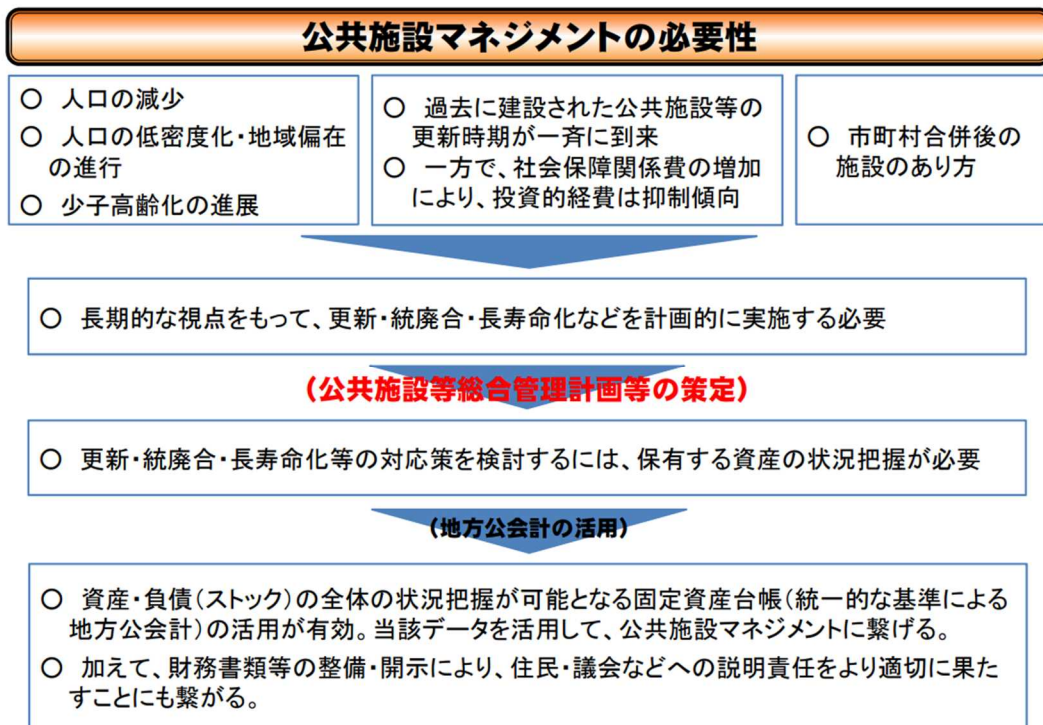 公共施設マネジメントの必要性
○ 人口の減少
○ 人口の低密度化・地域偏在
の進行
○ 少子高齢化の進展
○ 過去に建設された公共施設等の
更新時期が一斉に到来
○ 一方で、社会保障関係費の増加
により、投資的経費は抑制傾向
○ 市町村合併後の
施設のあり方
○ 長期的な視点をもって、更新・統廃合・長寿命化などを計画的に実施する必要
(公共施設等総合管理計画等の策定)
○ 更新・統廃合・長寿命化等の対応策を検討するには、保有する資産の状況把握が必要
(地方公会計の活用)
○ 資産・負債(ストック)の全体の状況把握が可能となる固定資産台帳(統一的な基準による
地方公会計)の活用が有効。当該データを活用して、公共施設マネジメントに繋げる。
○ 加えて、財務書類等の整備・開示により、住民・議会などへの説明責任をより適切に果た
すことにも繋がる。